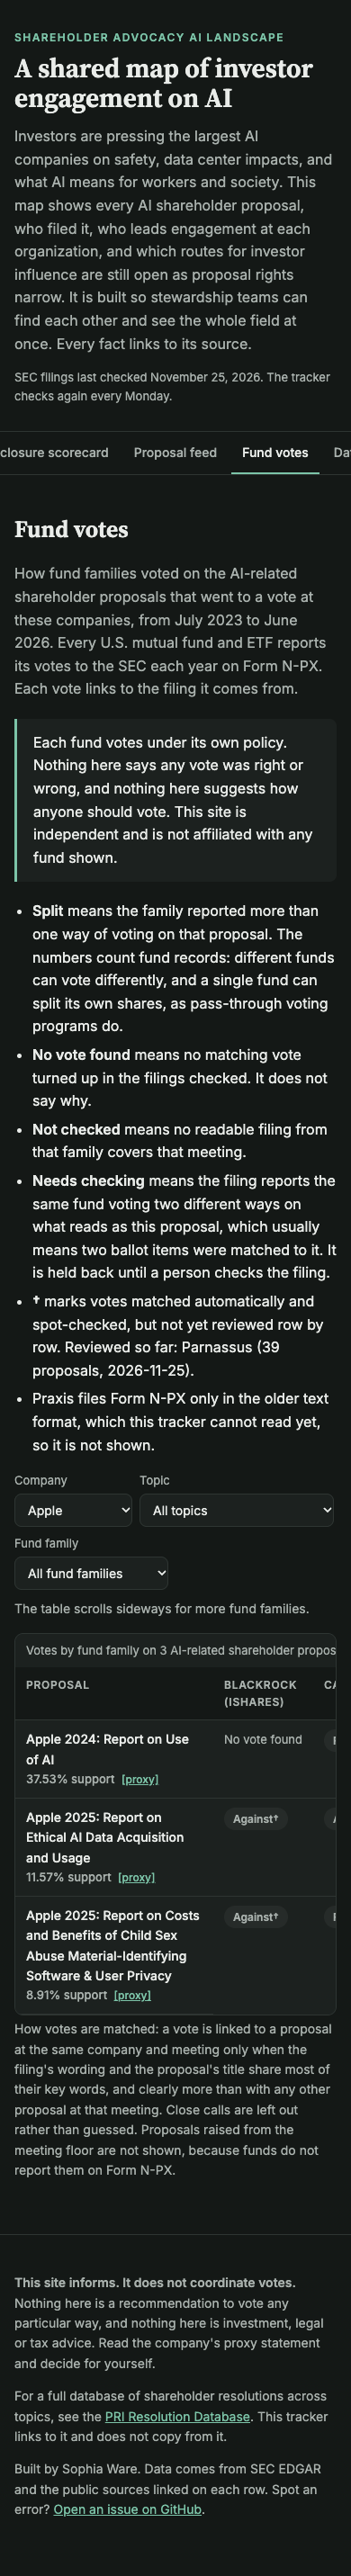 SHAREHOLDER ADVOCACY AI LANDSCAPE
A shared map of investor
engagement on AI
Investors are pressing the largest AI
companies on safety, data center impacts, and
what AI means for workers and society. This
map shows every AI shareholder proposal,
who filed it, who leads engagement at each
organization, and which routes for investor
influence are still open as proposal rights
narrow. It is built so stewardship teams can
find each other and see the whole field at
once. Every fact links to its source.
SEC filings last checked November 25, 2026. The tracker
checks again every Monday.
closure scorecard Proposal feed Fund votes Da
Fund votes
How fund families voted on the AI-related
shareholder proposals that went to a vote at
these companies, from July 2023 to June
2026. Every U.S. mutual fund and ETF reports
its votes to the SEC each year on Form N-PX.
Each vote links to the filing it comes from.
Each fund votes under its own policy.
Nothing here says any vote was right or
wrong, and nothing here suggests how
anyone should vote. This site is
independent and is not affiliated with any
fund shown.
• Split means the family reported more than
one way of voting on that proposal. The
numbers count fund records: different funds
can vote differently, and a single fund can
split its own shares, as pass-through voting
programs do.
• No vote found means no matching vote
turned up in the filings checked. It does not
say why.
• Not checked means no readable filing from
that family covers that meeting.
• Needs checking means the filing reports the
same fund voting two different ways on
what reads as this proposal, which usually
means two ballot items were matched to it. It
is held back until a person checks the filing.
• † marks votes matched automatically and
spot-checked, but not yet reviewed row by
row. Reviewed so far: Parnassus (39
proposals, 2026-11-25).
• Praxis files Form N-PX only in the older text
format, which this tracker cannot read yet,
so it is not shown.
Company Topic
Apple All topics
Fund family
All fund families
The table scrolls sideways for more fund families.
Votes by fund family on 3 AI-related shareholder propos
PROPOSAL BLACKROCK (ISHARES) CA
Apple 2024: Report on Use
of AI
37.53% support [proxy]
No vote found
Apple 2025: Report on
Ethical AI Data Acquisition
and Usage
11.57% support [proxy]
Against†
Apple 2025: Report on Costs
and Benefits of Child Sex
Abuse Material-Identifying
Software & User Privacy
8.91% support [proxy]
Against†
How votes are matched: a vote is linked to a proposal
at the same company and meeting only when the
filing's wording and the proposal's title share most of
their key words, and clearly more than with any other
proposal at that meeting. Close calls are left out
rather than guessed. Proposals raised from the
meeting floor are not shown, because funds do not
report them on Form N-PX.
This site informs. It does not coordinate votes.
Nothing here is a recommendation to vote any
particular way, and nothing here is investment, legal
or tax advice. Read the company's proxy statement
and decide for yourself.
For a full database of shareholder resolutions across
topics, see the PRI Resolution Database. This tracker
links to it and does not copy from it.
Built by Sophia Ware. Data comes from SEC EDGAR
and the public sources linked on each row. Spot an
error? Open an issue on GitHub.